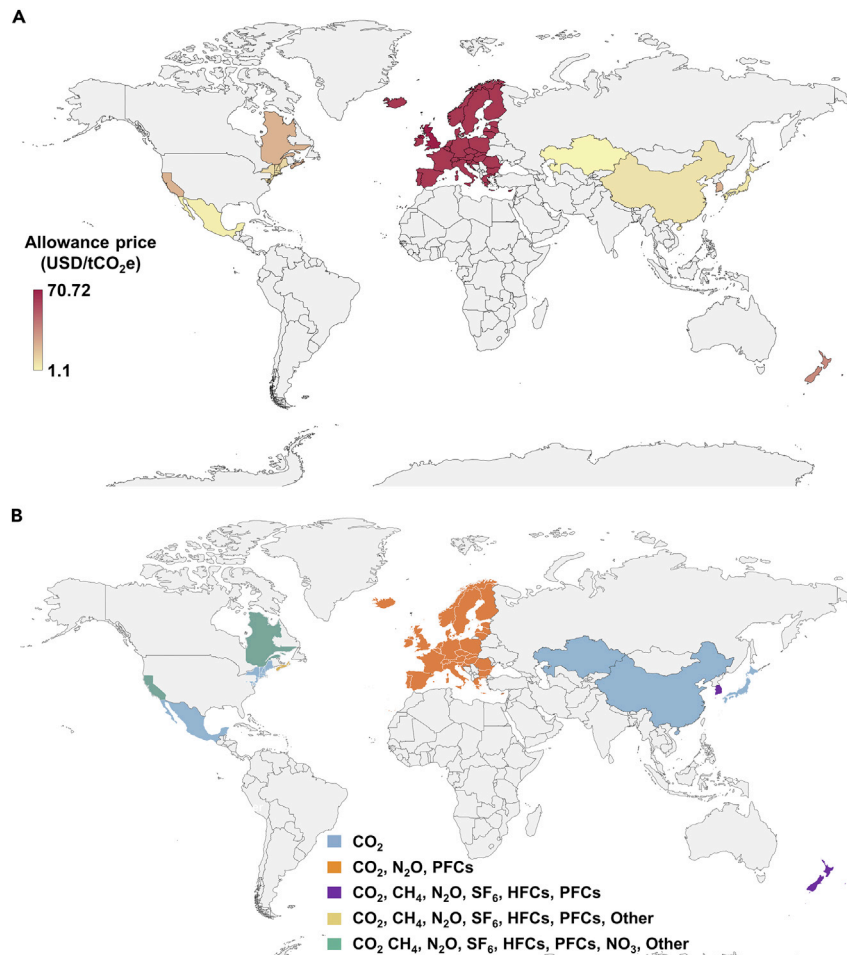 A
Allowance price
(USD/tCO₂e)
70.72
1.1
B
CO₂
CO₂, N₂O, PFCs
CO₂, CH₄, N₂O, SF₆, HFCs, PFCs
CO₂, CH₄, N₂O, SF₆, HFCs, PFCs, Other
CO₂ CH₄, N₂O, SF₆, HFCs, PFCs, NO₃, Other